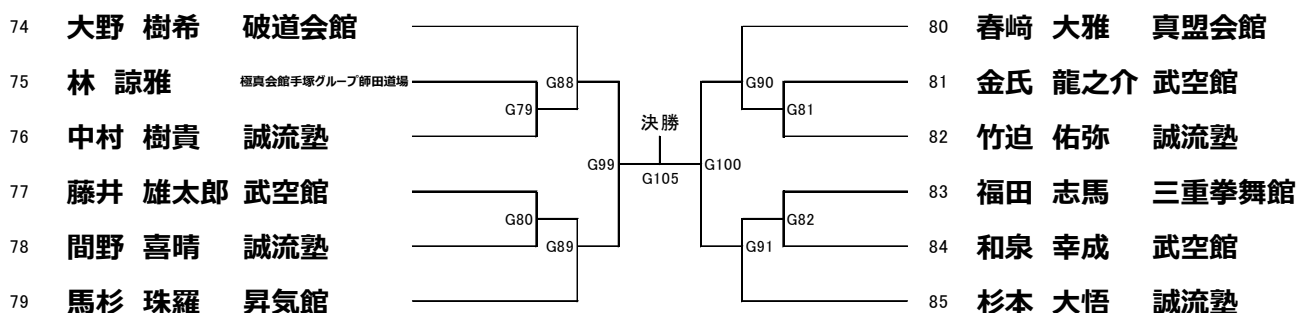 74 大野 樹希 破道会館
75 林 諒雅 極真会館手塚グループ師田道場
76 中村 樹貴 誠流塾
77 藤井 雄太郎 武空館
78 間野 喜晴 誠流塾
79 馬杉 珠羅 昇気館
G88
G79
G99
G80
G89
決勝
G105
G90
G81
G100
G82
G91
80 春﨑 大雅 真盟会館
81 金氏 龍之介 武空館
82 竹迫 佑弥 誠流塾
83 福田 志馬 三重拳舞館
84 和泉 幸成 武空館
85 杉本 大悟 誠流塾